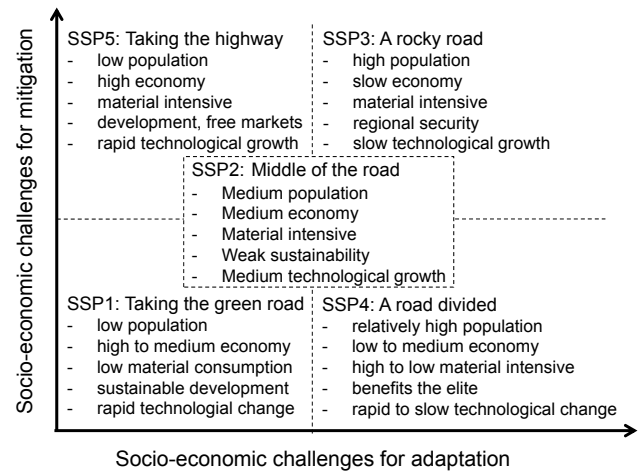 Socio-economic challenges for mitigation
SSP5: Taking the highway
- low population
- high economy
- material intensive
- development, free markets
- rapid technological growth
SSP3: A rocky road
- high population
- slow economy
- material intensive
- regional security
- slow technological growth
SSP2: Middle of the road
- Medium population
- Medium economy
- Material intensive
- Weak sustainability
- Medium technological growth
SSP1: Taking the green road
- low population
- high to medium economy
- low material consumption
- sustainable development
- rapid technologial change
SSP4: A road divided
- relatively high population
- low to medium economy
- high to low material intensive
- benefits the elite
- rapid to slow technological change
Socio-economic challenges for adaptation